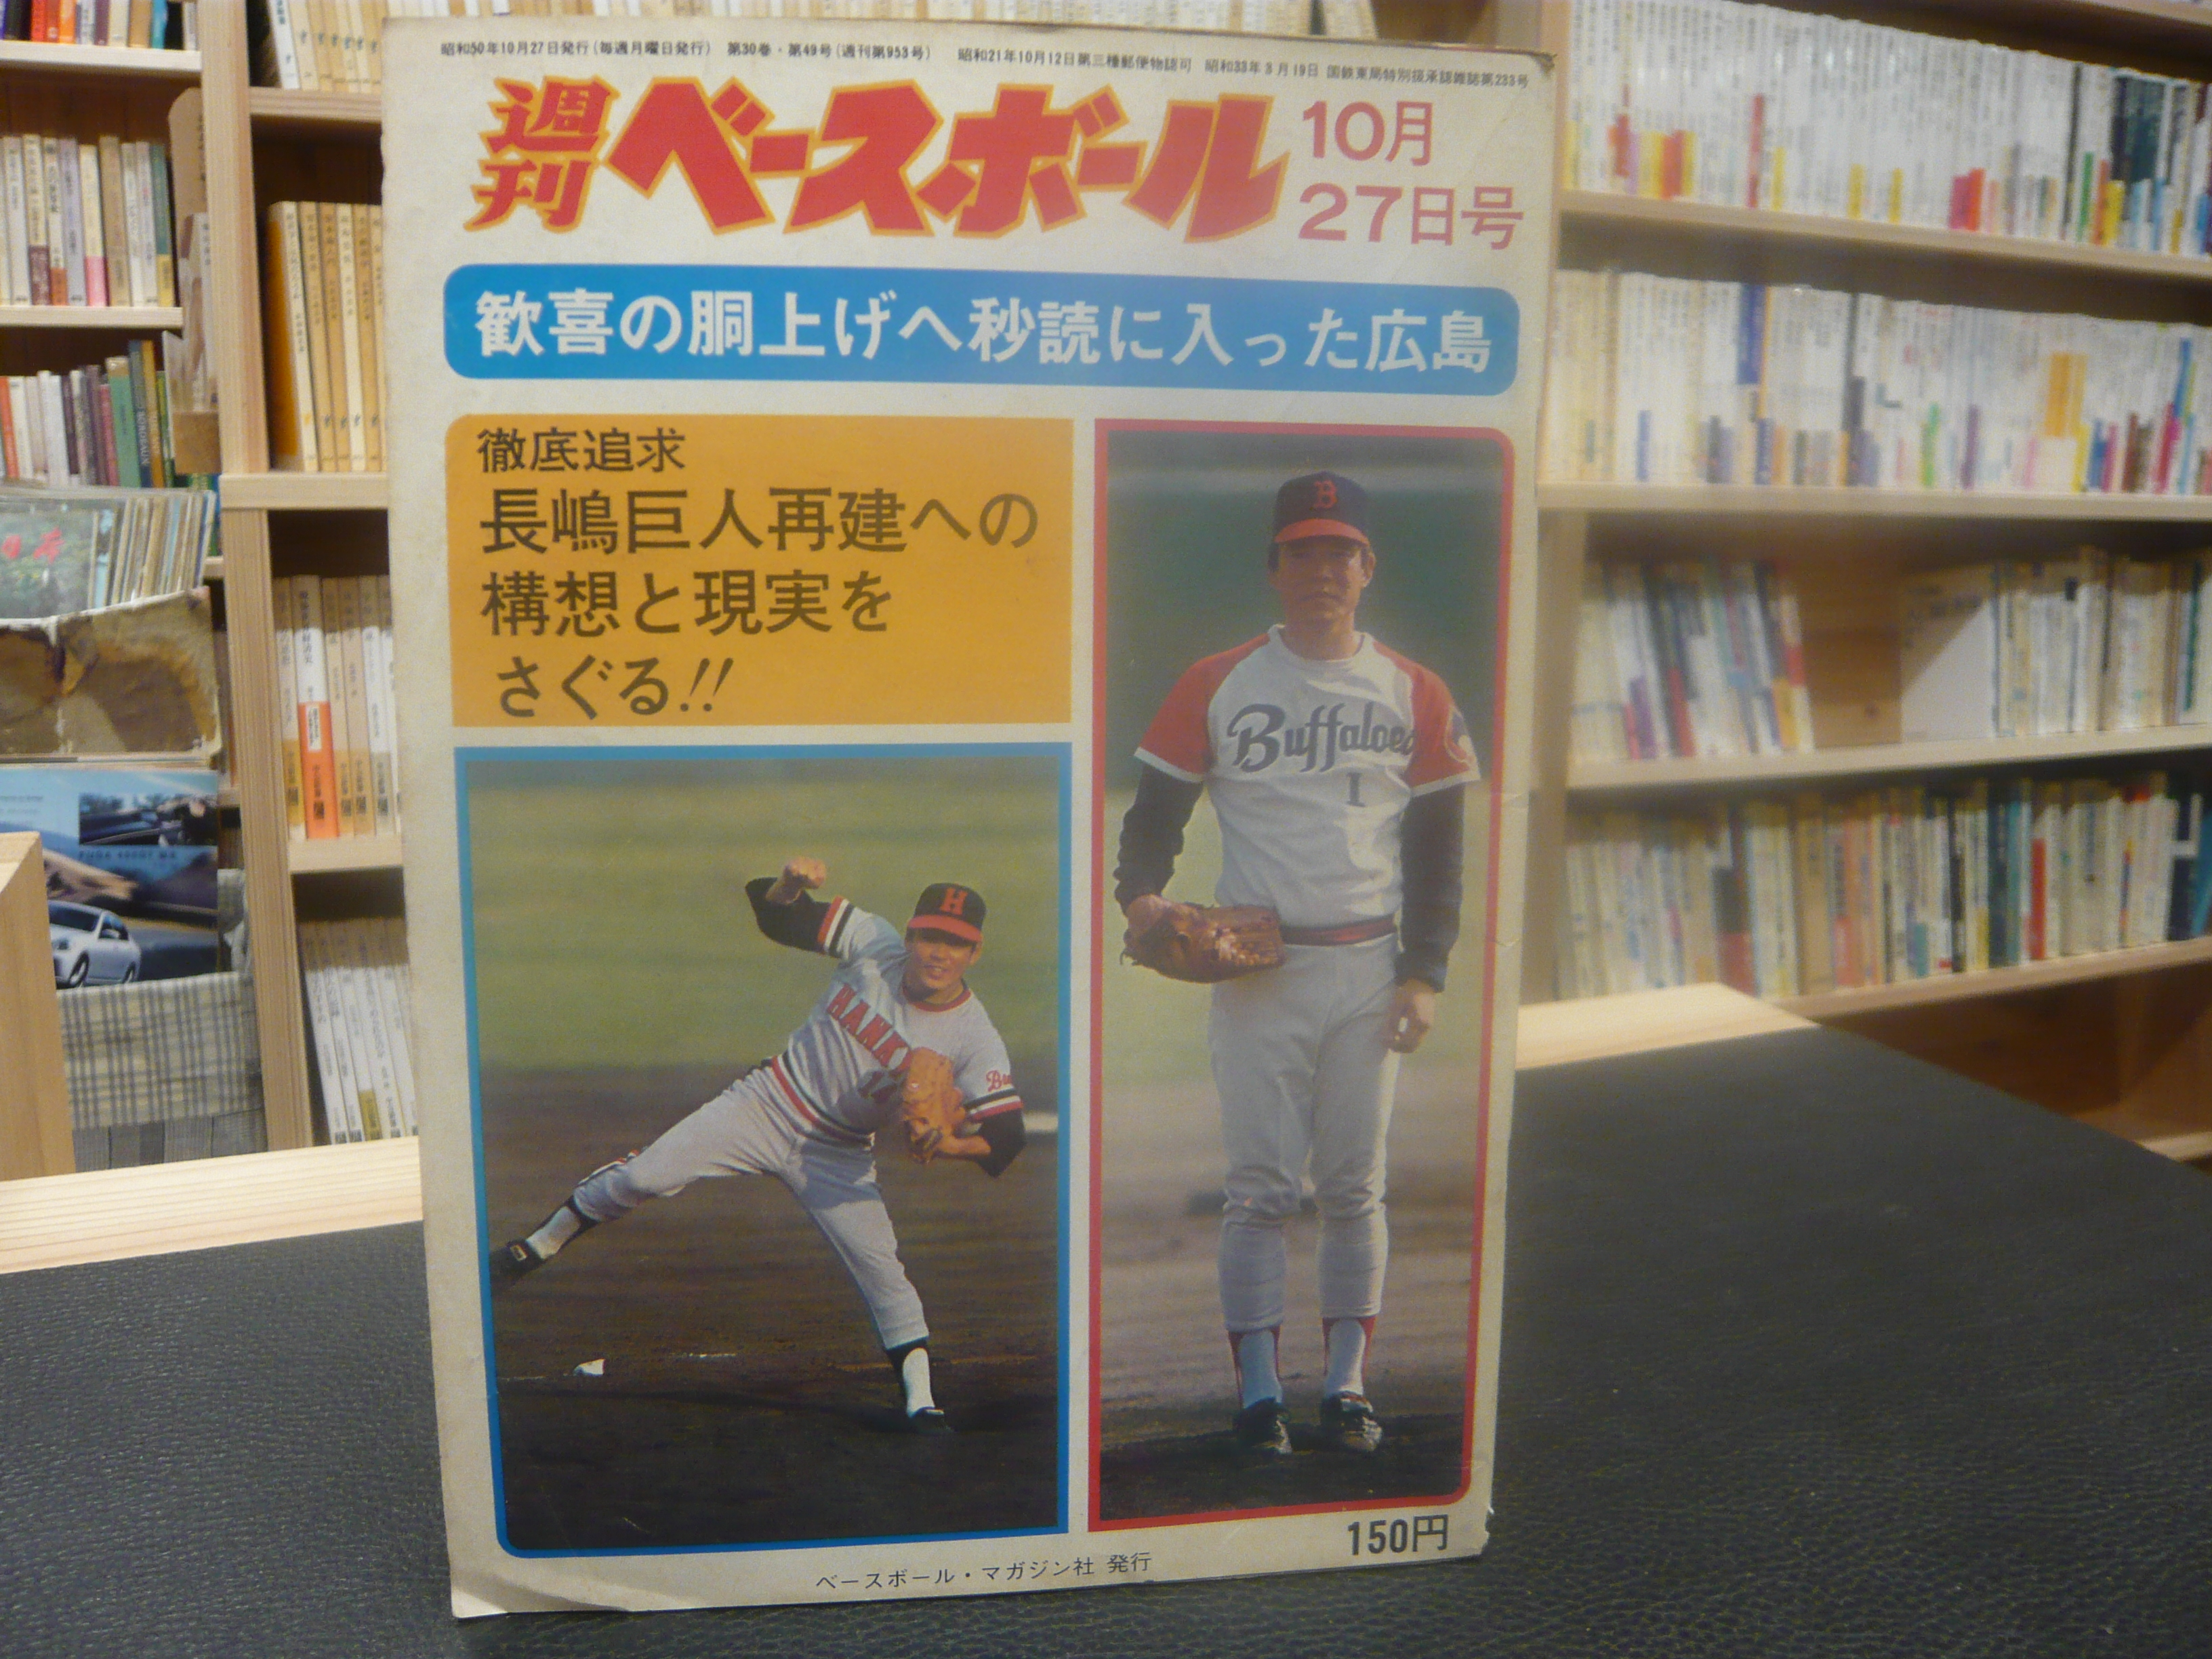 昭和50年10月27日発行(毎週月曜日発行) 第30巻・第49号(週刊第953号) 昭和21年10月12日第三種郵便物認可 昭和33年3月19日 国鉄東局特別扱承認雑誌第233号
週刊ベースボール
10月
27日号
歓喜の胴上げへ秒読に入った広島
徹底追求
長嶋巨人再建への
構想と現実を
さぐる!!
B
Buffaloes
1
H
HANK
150円
ベースボール・マガジン社 発行